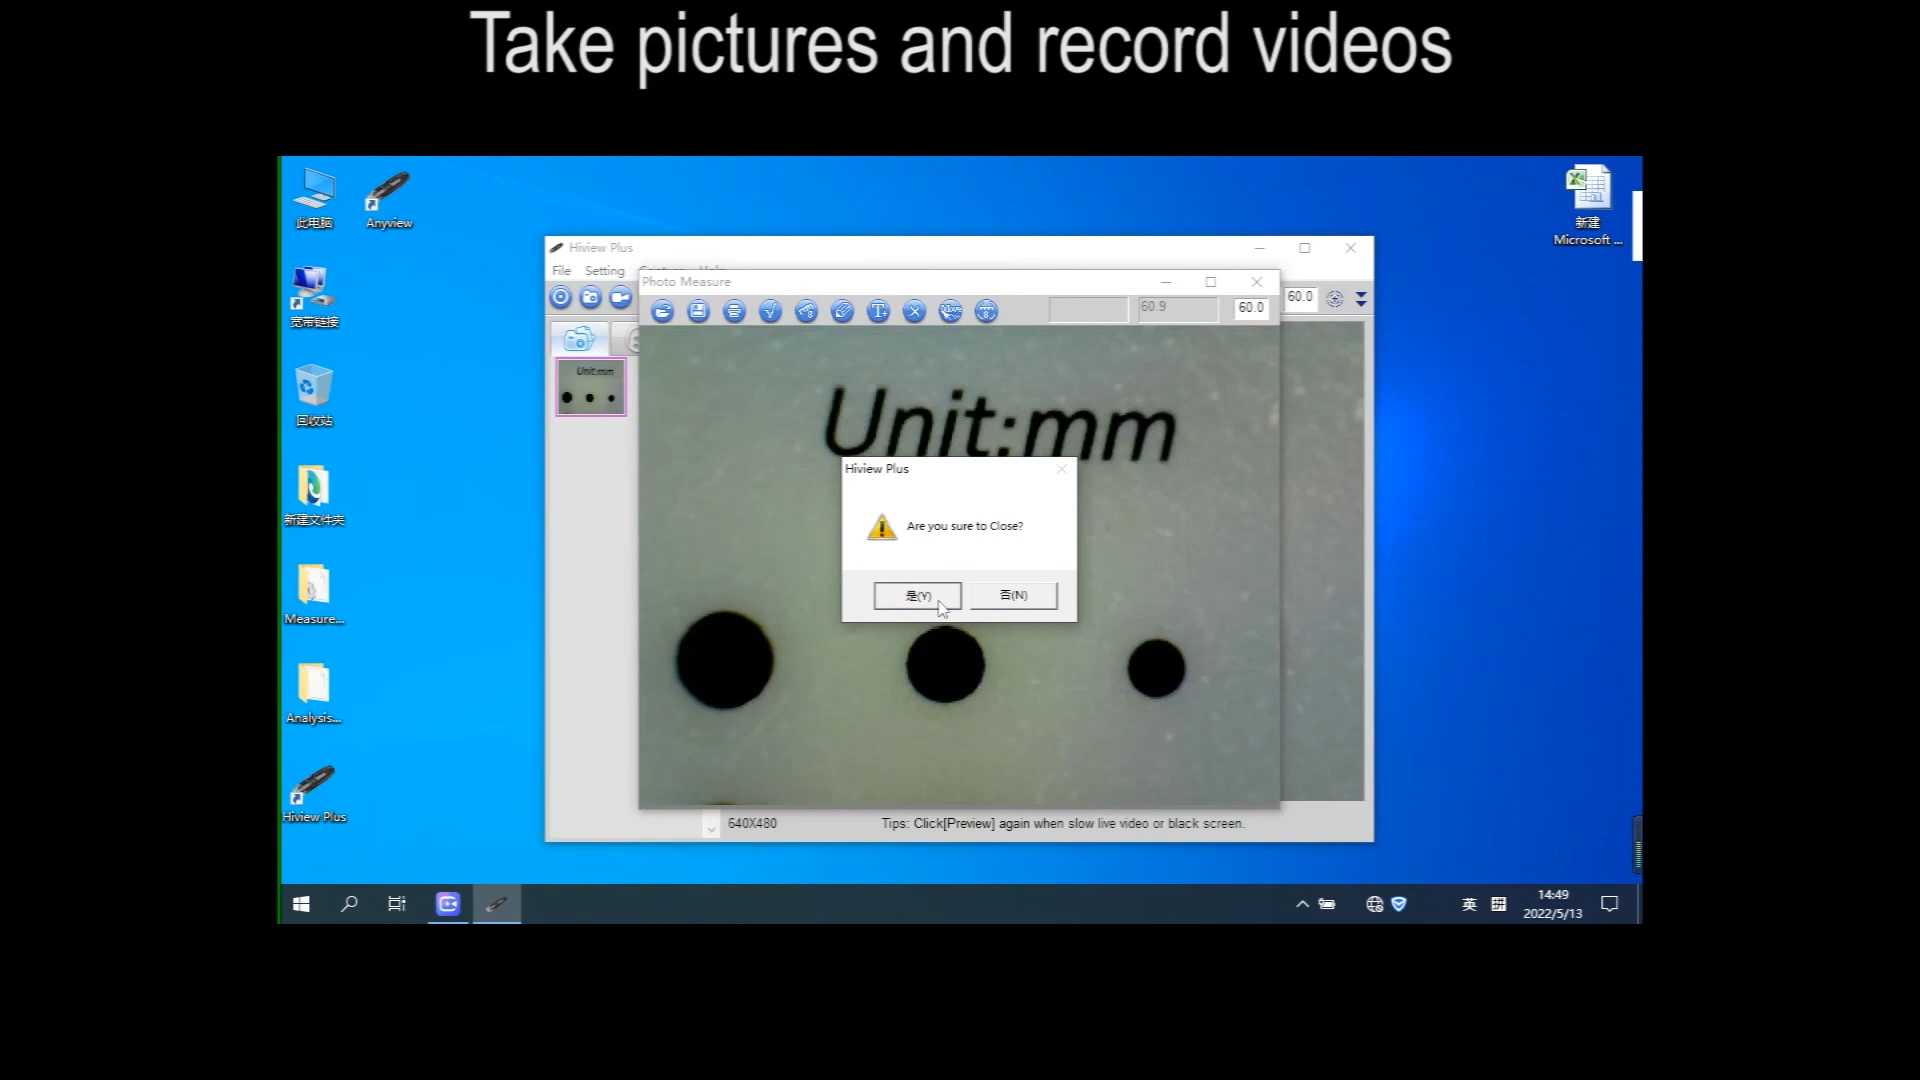 Take pictures and record videos
此电脑
Anyview
新建
Microsoft ...
宽带链接
回收站
新建文件夹
Measure...
Analysis...
Hiview Plus
Hiview Plus
File Setting Capture Help
60.0
Photo Measure
60.9
60.0
Unit:mm
Unit:mm
Hiview Plus
Are you sure to Close?
是(Y)
否(N)
640X480
Tips: Click[Preview] again when slow live video or black screen.
英
拼
14:49
2022/5/13